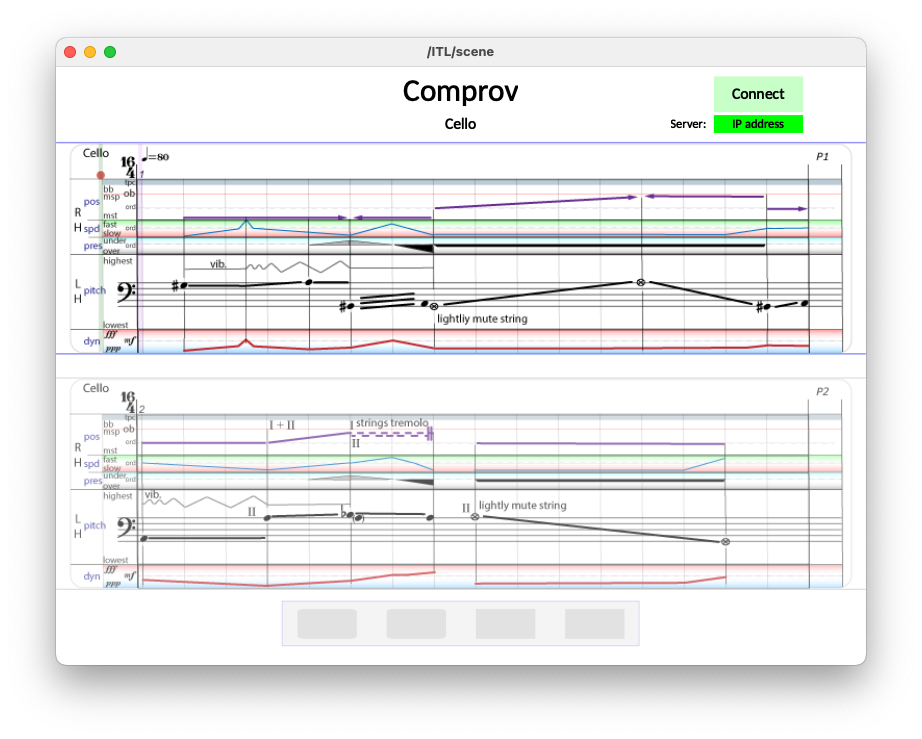 /ITL/scene
Comprov
Connect
Cello
Server: IP address
Cello
16
4
♩=80
P1
1
tpc
bb
ob
msp
pos
ord
R
mst
H
spd
fast
ord
slow
pres
under
ord
over
highest
vib.
L
H
pitch
lightliy mute string
lowest
dyn
fff
mf
ppp
Cello
16
4
P2
2
tpc
bb
ob
msp
I + II
I strings tremolo
pos
ord
II
R
mst
H
spd
fast
ord
slow
pres
under
ord
over
highest
vib.
L
H
pitch
II
II lightly mute string
lowest
dyn
fff
mf
ppp